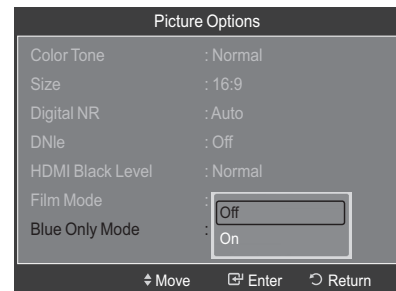 Picture Options
Color Tone : Normal
Size : 16:9
Digital NR : Auto
DNIe : Off
HDMI Black Level : Normal
Film Mode :
Off
Blue Only Mode :
On
Move Enter Return